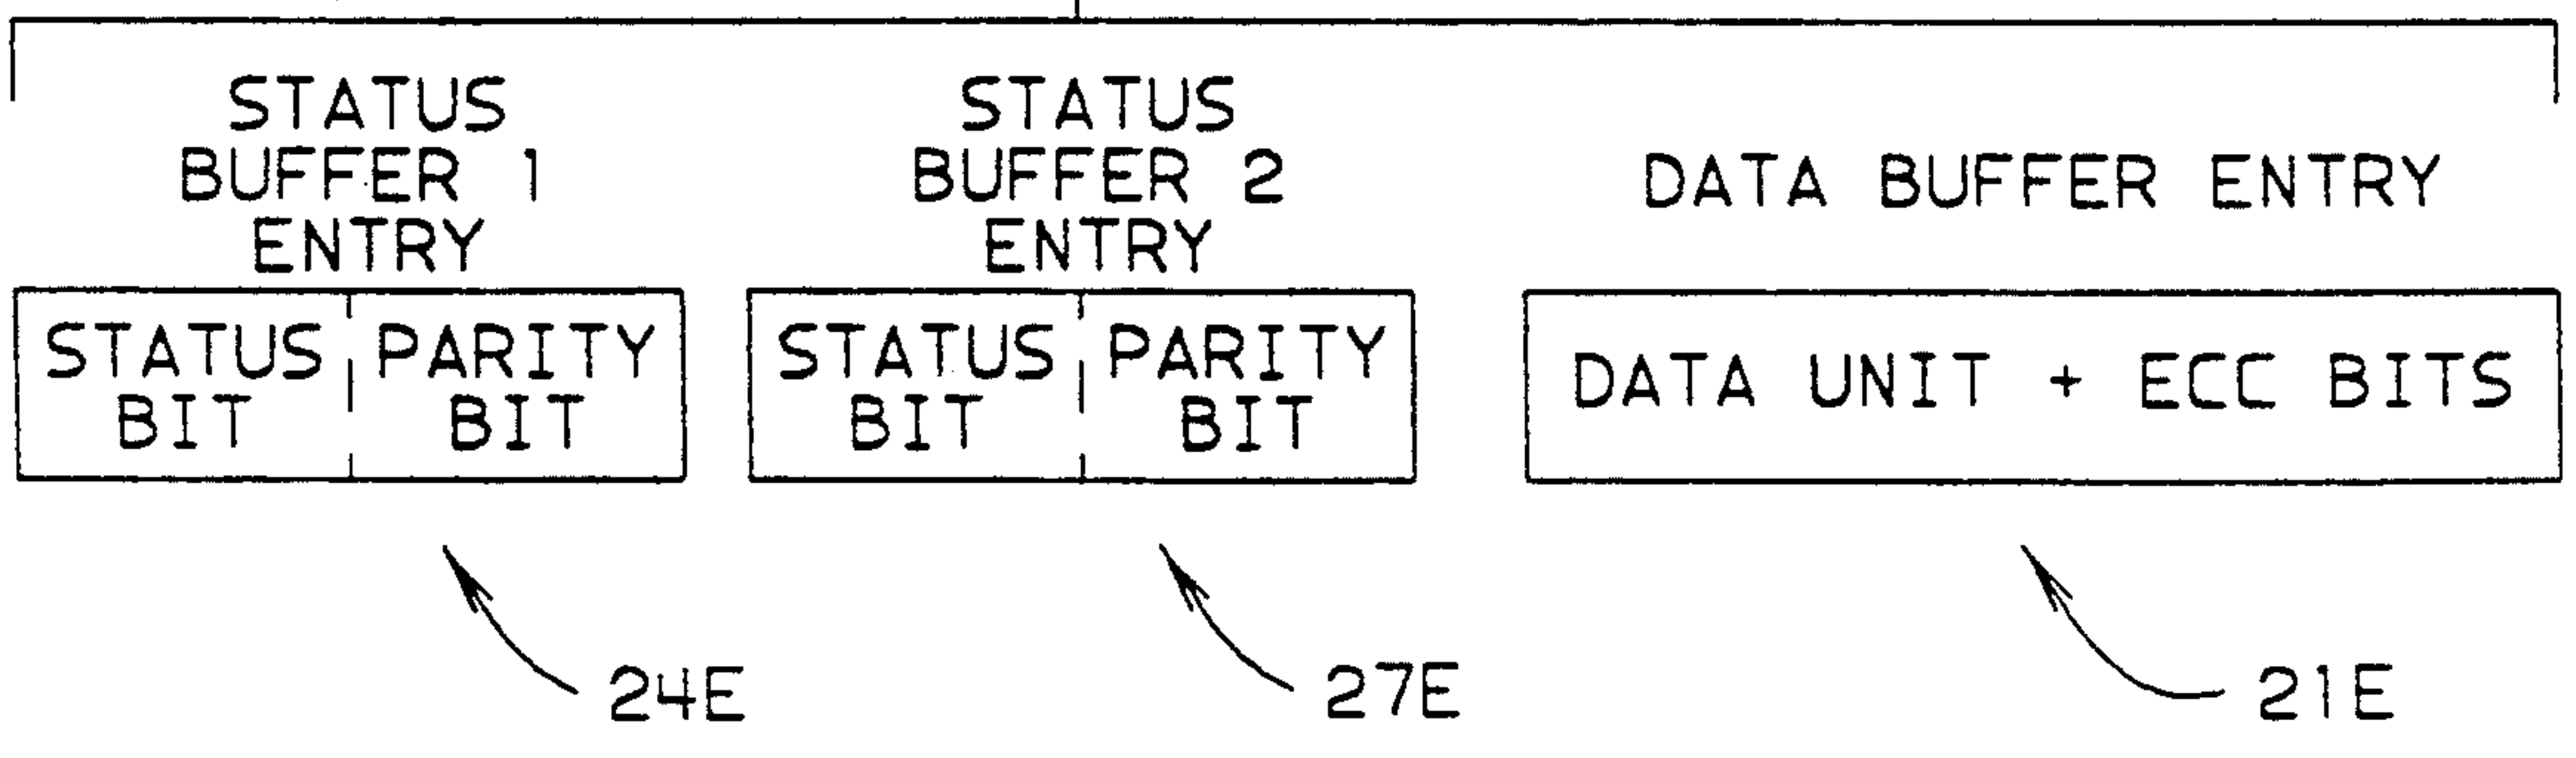 STATUS
BUFFER 1
ENTRY
STATUS
BUFFER 2
ENTRY
DATA BUFFER ENTRY
STATUS
BIT
PARITY
BIT
STATUS
BIT
PARITY
BIT
DATA UNIT + ECC BITS
24E
27E
21E